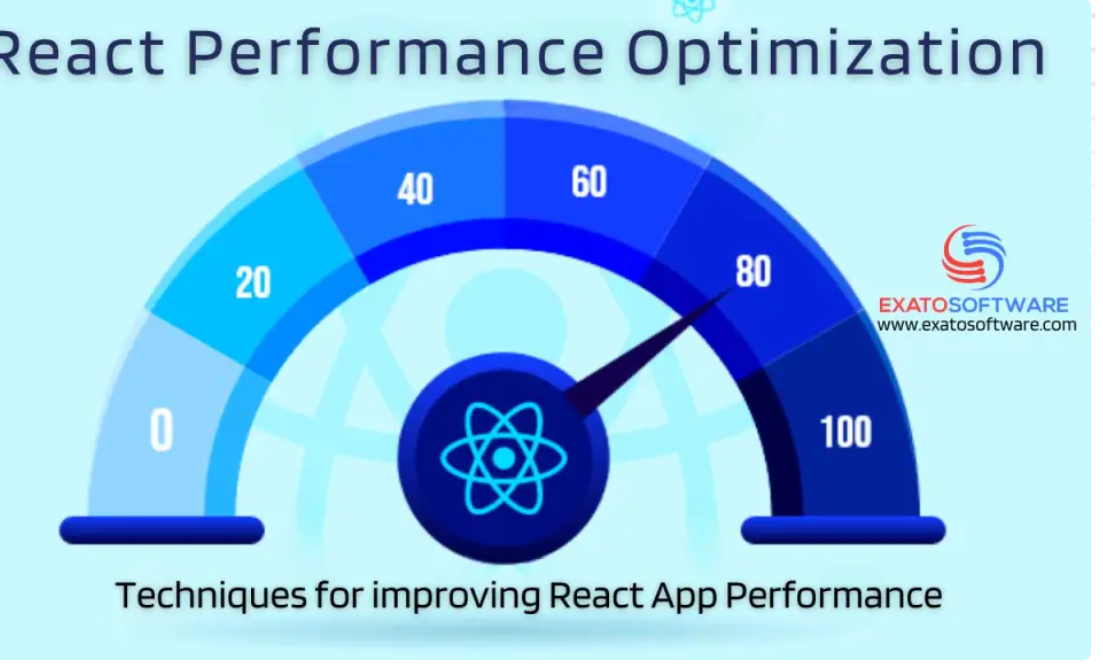 React Performance Optimization
0
20
40
60
80
100
EXATOSOFTWARE
www.exatosoftware.com
Techniques for improving React App Performance